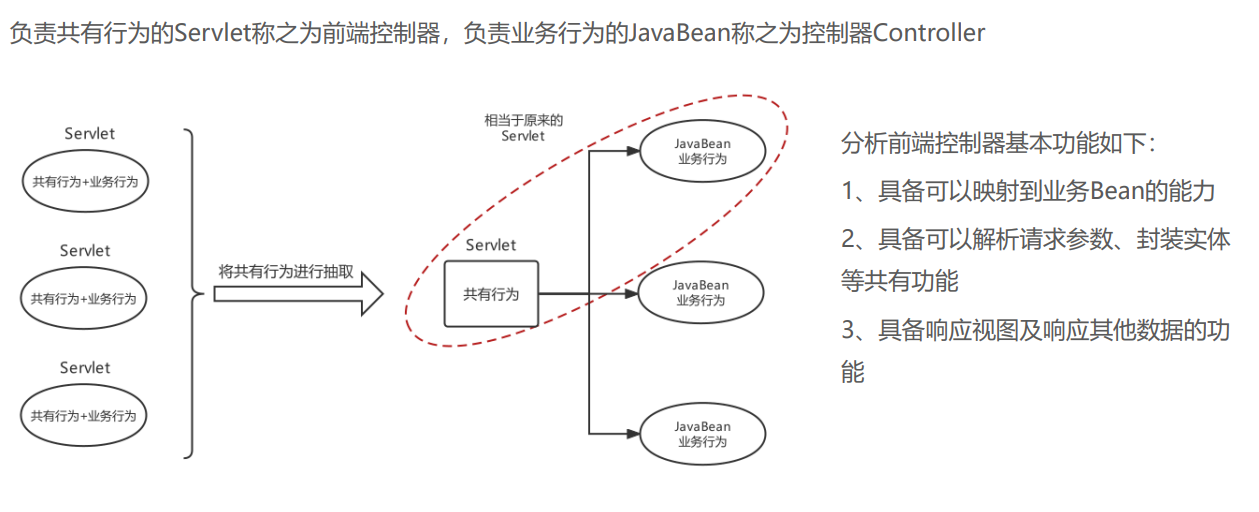 负责共有行为的Servlet称之为前端控制器，负责业务行为的JavaBean称之为控制器Controller
Servlet
共有行为+业务行为
Servlet
共有行为+业务行为
Servlet
共有行为+业务行为
将共有行为进行抽取
相当于原来的
Servlet
Servlet
共有行为
JavaBean
业务行为
JavaBean
业务行为
JavaBean
业务行为
分析前端控制器基本功能如下：
1、具备可以映射到业务Bean的能力
2、具备可以解析请求参数、封装实体
等共有功能
3、具备响应视图及响应其他数据的功
能